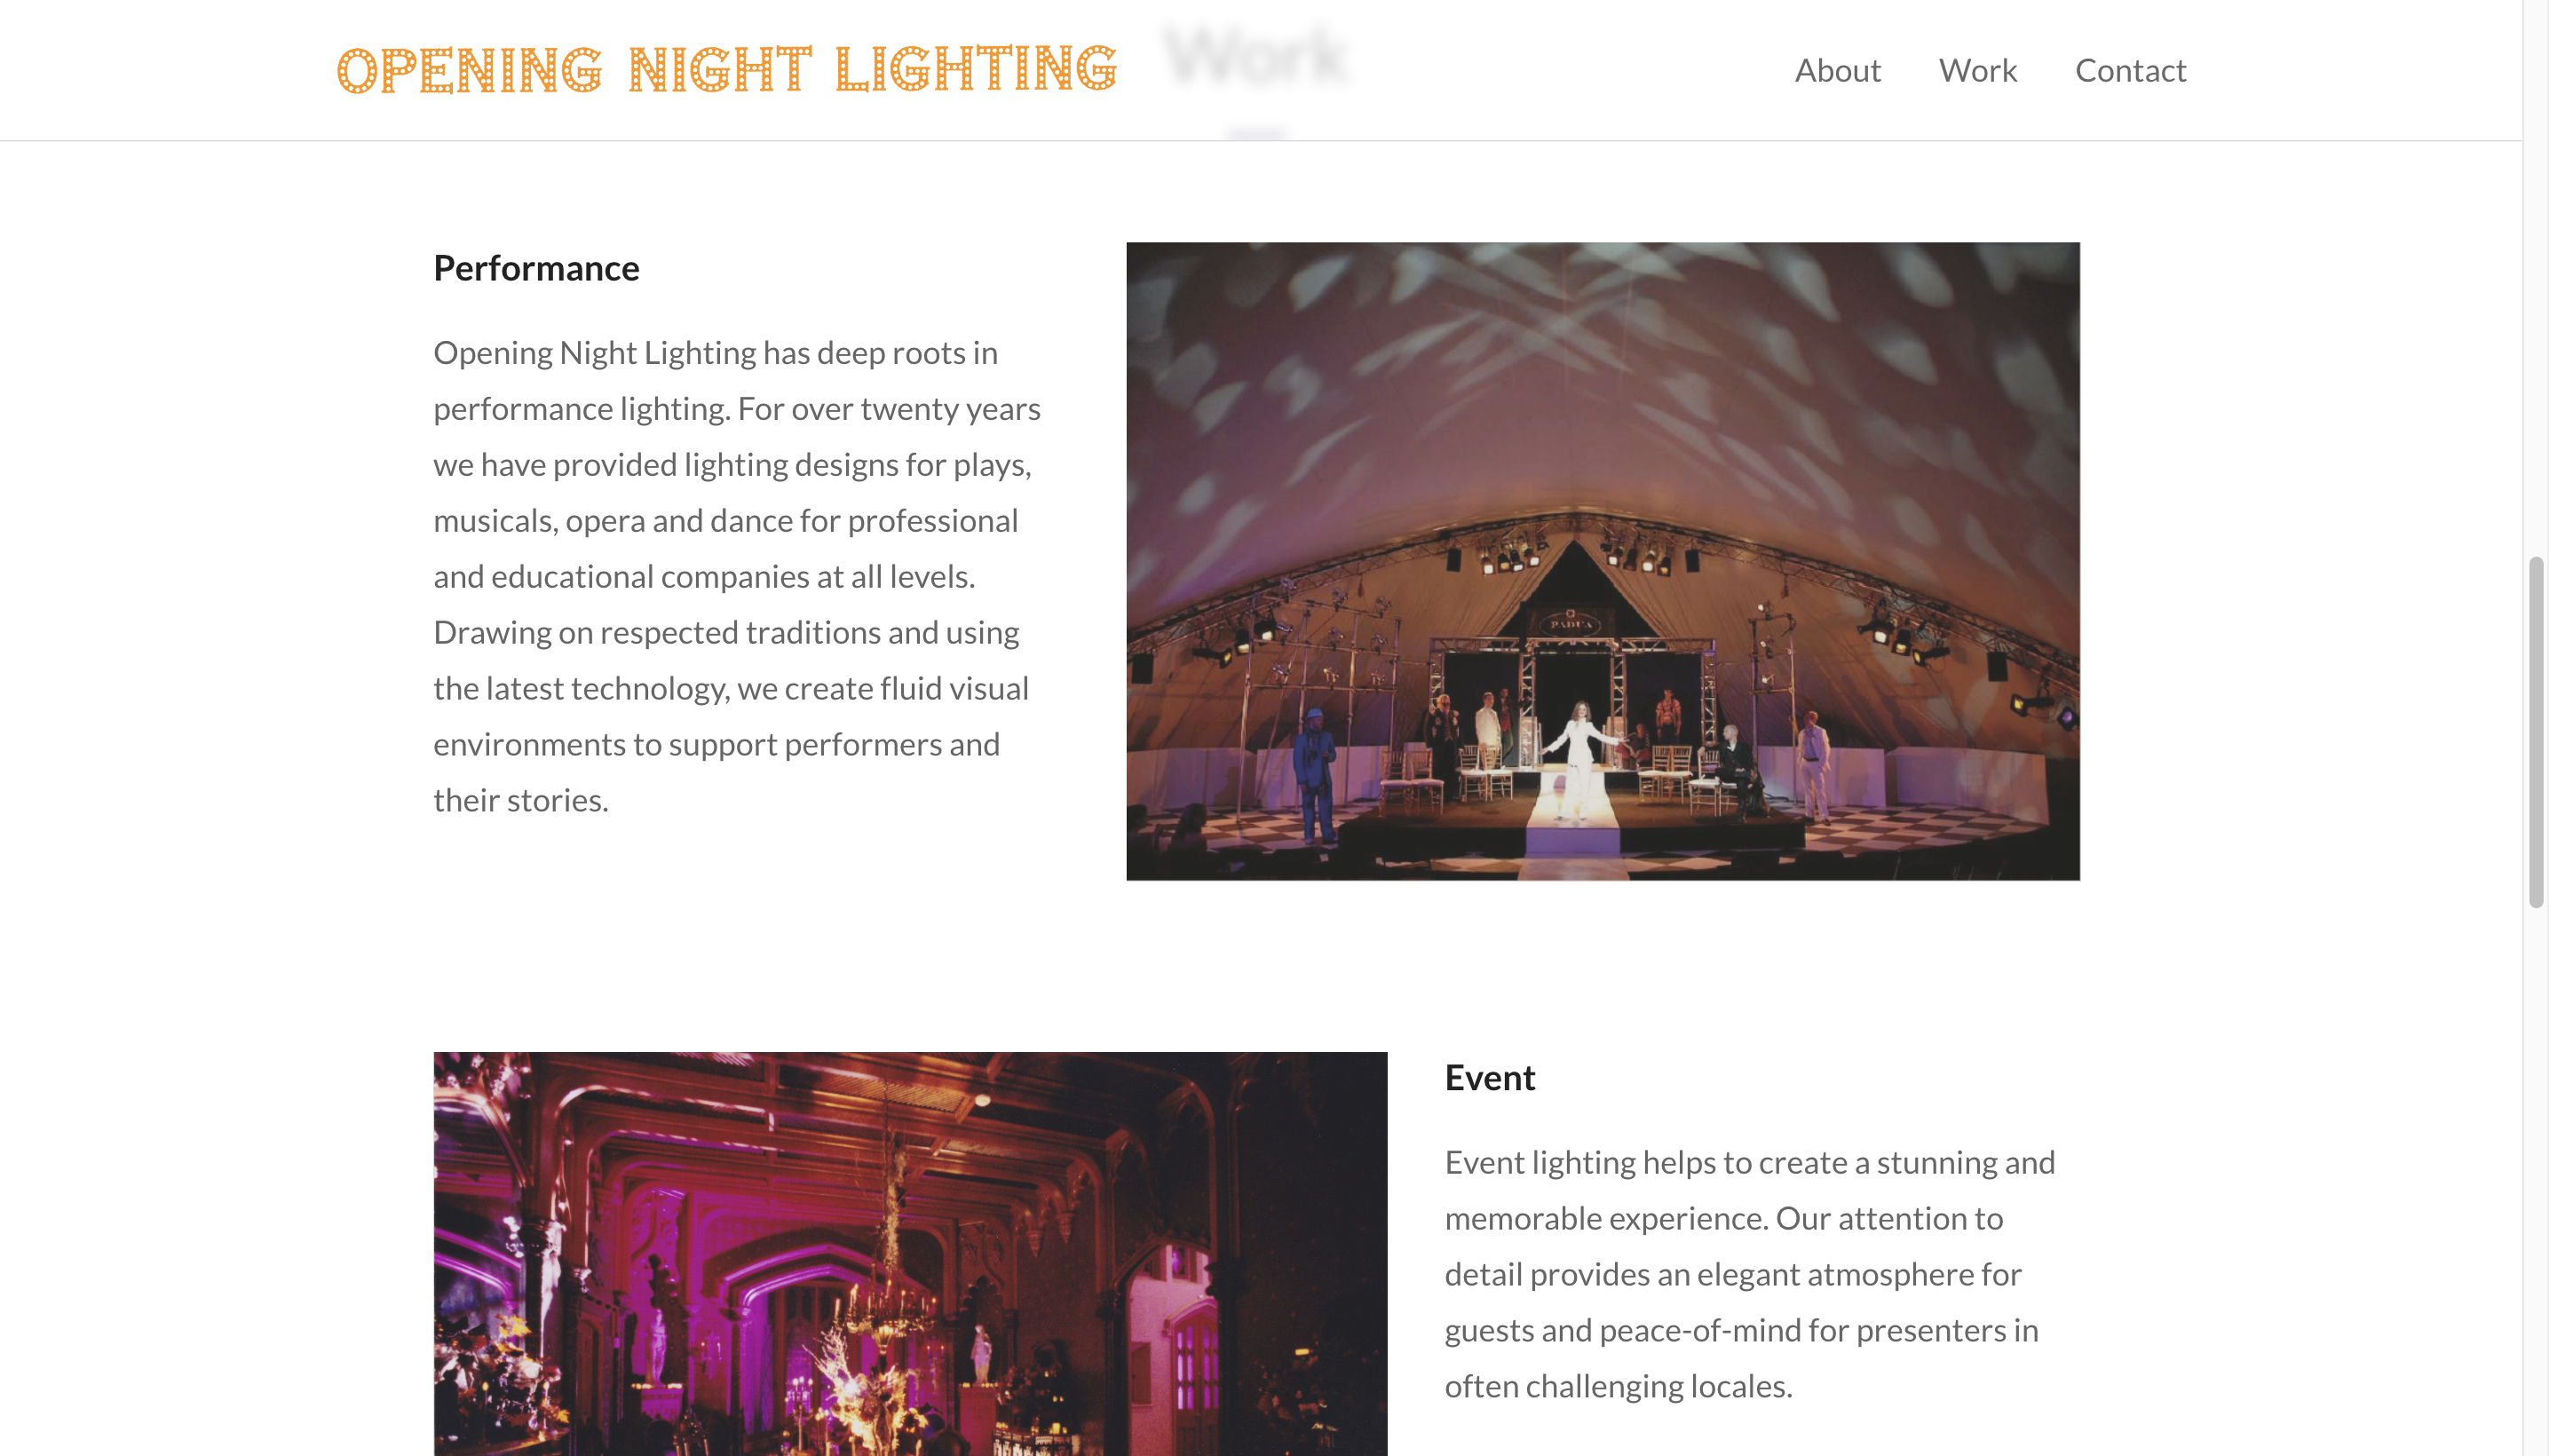 OPENING NIGHT LIGHTING
Work
About
Work
Contact
Performance
Opening Night Lighting has deep roots in
performance lighting. For over twenty years
we have provided lighting designs for plays,
musicals, opera and dance for professional
and educational companies at all levels.
Drawing on respected traditions and using
the latest technology, we create fluid visual
environments to support performers and
their stories.
PADUA
Event
Event lighting helps to create a stunning and
memorable experience. Our attention to
detail provides an elegant atmosphere for
guests and peace-of-mind for presenters in
often challenging locales.